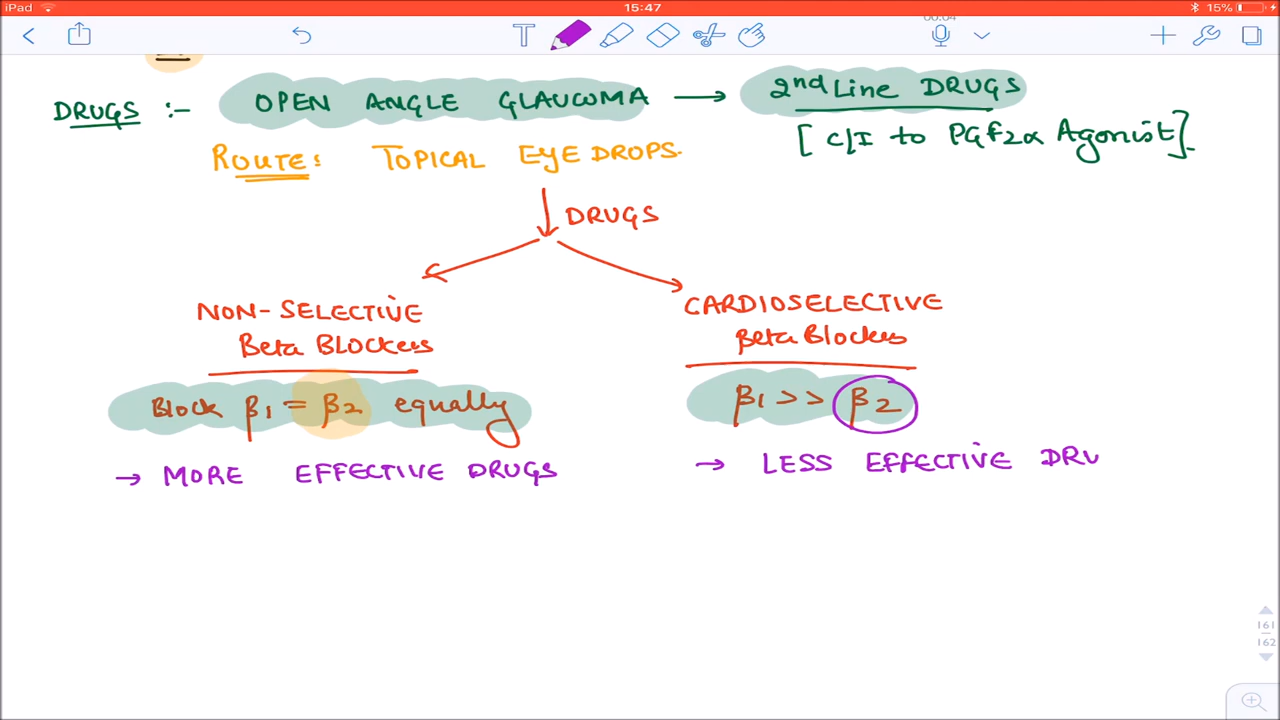 iPad 15:47 15%
00:04
T
DRUGS :- OPEN ANGLE GLAUCOMA → 2nd Line DRUGS
[ C/I to PGF2α Agonist].
ROUTE: TOPICAL EYE DROPS.
DRUGS
NON-SELECTIVE
Beta BLOCKERS
CARDIOSELECTIVE
Beta Blockers
Block β1 = β2 equally
β1 >> β2
→ MORE EFFECTIVE DRUGS
→ LESS EFFECTIVE DRU
161
162